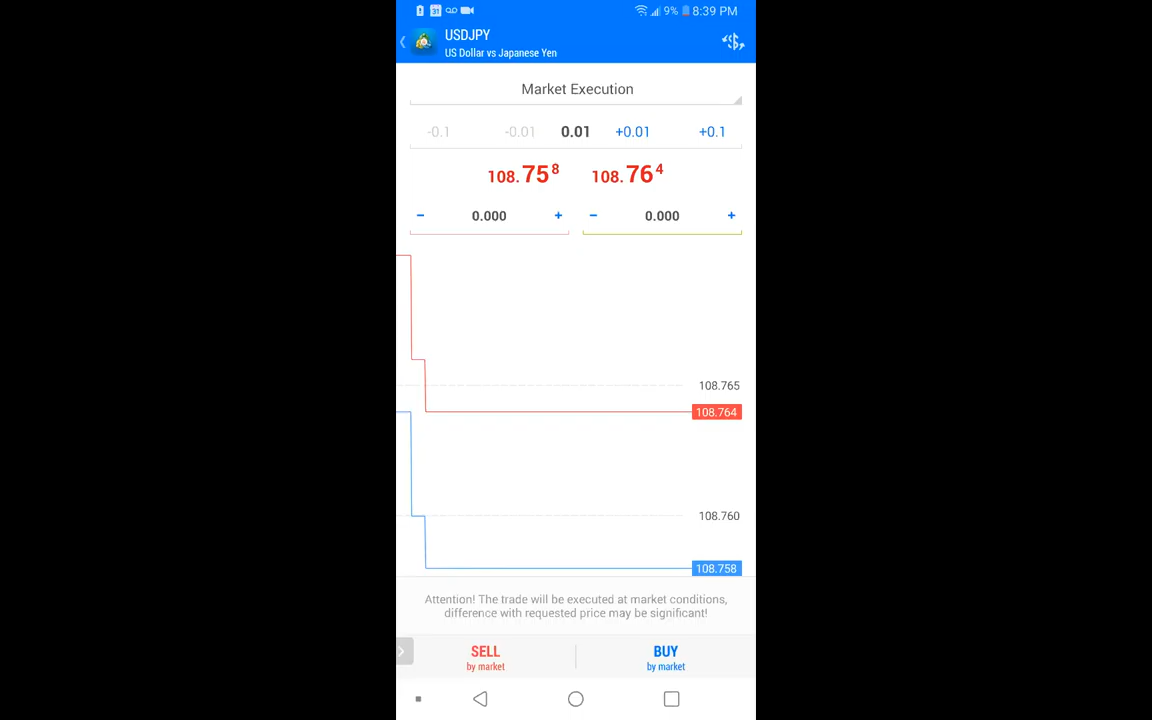 31 9% 8:39 PM
USDJPY
US Dollar vs Japanese Yen
Market Execution
-0.1 -0.01 0.01 +0.01 +0.1
108.758 108.764
− 0.000 + − 0.000 +
108.765
108.764
108.760
108.758
Attention! The trade will be executed at market conditions,
difference with requested price may be significant!
SELL BUY
by market by market